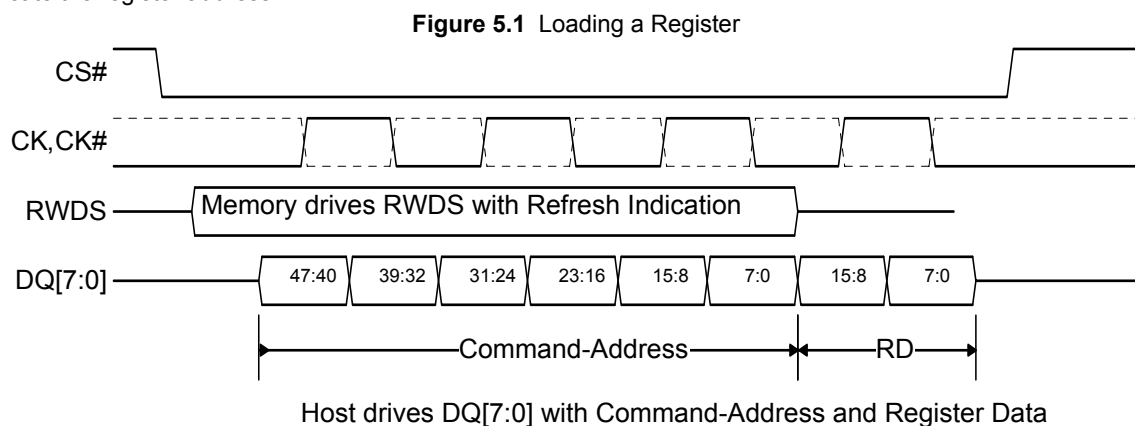 Figure 5.1 Loading a Register
CS#
CK,CK#
RWDS
Memory drives RWDS with Refresh Indication
DQ[7:0]
47:40 39:32 31:24 23:16 15:8 7:0 15:8 7:0
Command-Address
RD
Host drives DQ[7:0] with Command-Address and Register Data